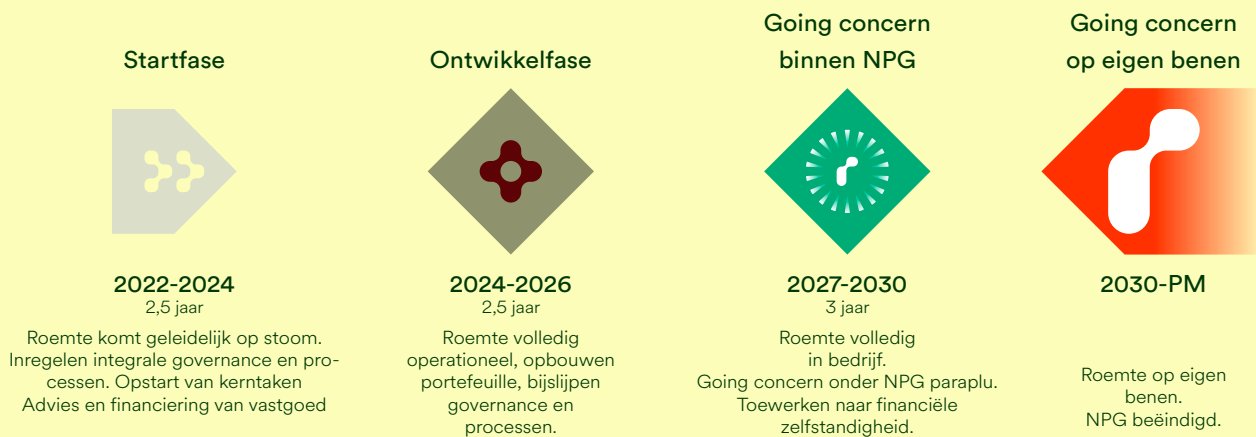 Startfase
2022-2024
2,5 jaar
Roemte komt geleidelijk op stoom.
Inregelen integrale governance en pro-
cessen. Opstart van kerntaken
Advies en financiering van vastgoed
Ontwikkelfase
2024-2026
2,5 jaar
Roemte volledig
operationeel, opbouwen
portefeuille, bijslijpen
governance en
processen.
Going concern
binnen NPG
2027-2030
3 jaar
Roemte volledig
in bedrijf.
Going concern onder NPG paraplu.
Toewerken naar financiële
zelfstandigheid.
Going concern
op eigen benen
2030-PM
Roemte op eigen
benen.
NPG beëindigd.